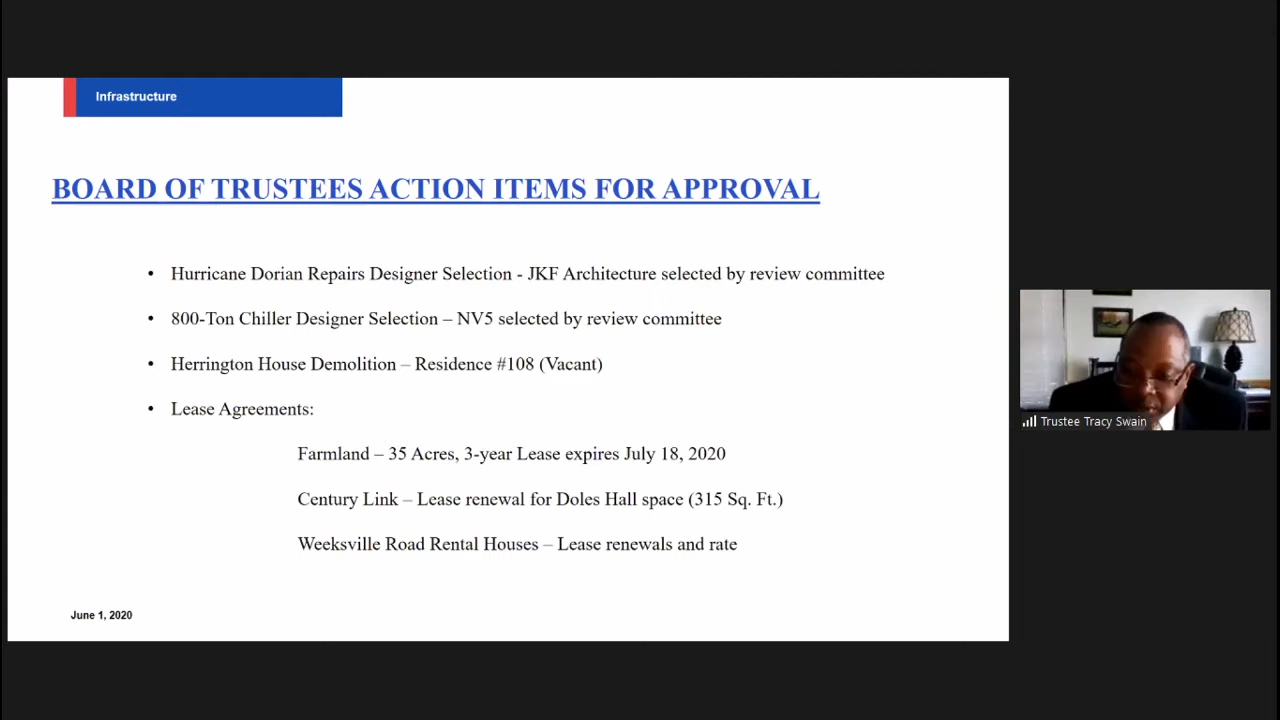 Infrastructure
BOARD OF TRUSTEES ACTION ITEMS FOR APPROVAL
• Hurricane Dorian Repairs Designer Selection - JKF Architecture selected by review committee
• 800-Ton Chiller Designer Selection – NV5 selected by review committee
• Herrington House Demolition – Residence #108 (Vacant)
• Lease Agreements:
Farmland – 35 Acres, 3-year Lease expires July 18, 2020
Century Link – Lease renewal for Doles Hall space (315 Sq. Ft.)
Weeksville Road Rental Houses – Lease renewals and rate
June 1, 2020
Trustee Tracy Swain